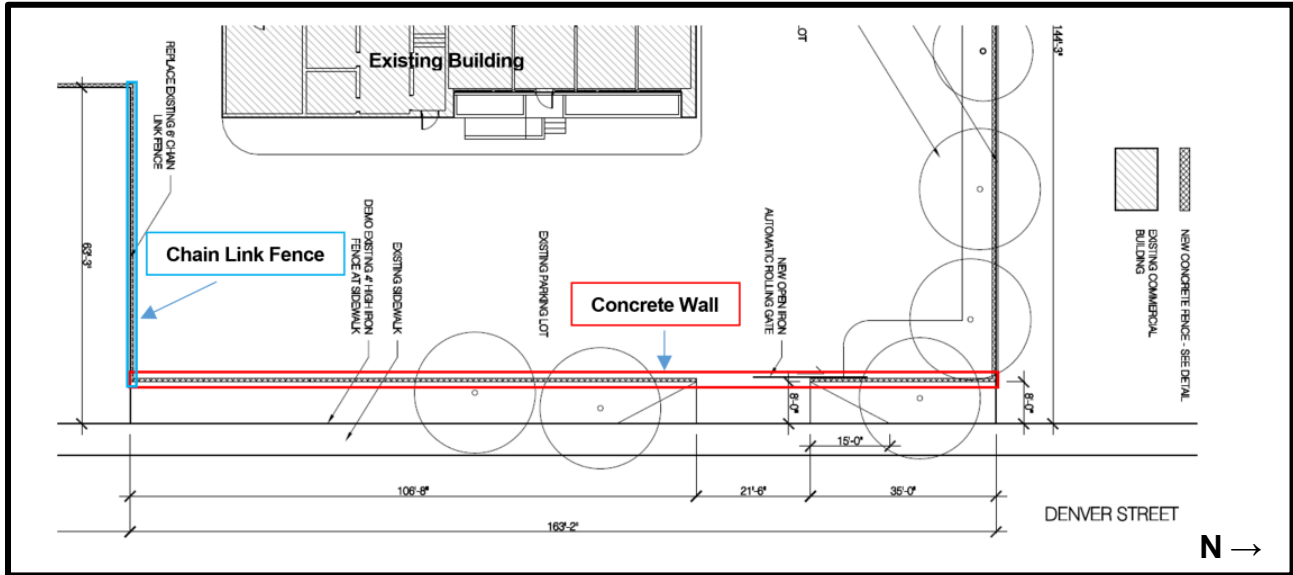 Existing Building
LOT
144'-3"
REPLACE EXISTING 6' CHAIN
LINK FENCE
63'-3"
Chain Link Fence
DEMO EXISTING 4' HIGH IRON
FENCE AT SIDEWALK
EXISTING SIDEWALK
EXISTING PARKING LOT
Concrete Wall
NEW OPEN IRON
AUTOMATIC ROLLING GATE
EXISTING COMMERCIAL
BUILDING
NEW CONCRETE FENCE - SEE DETAIL
8'-0"
8'-0"
15'-0"
106'-8"
21'-6"
35'-0"
163'-2"
DENVER STREET
N →